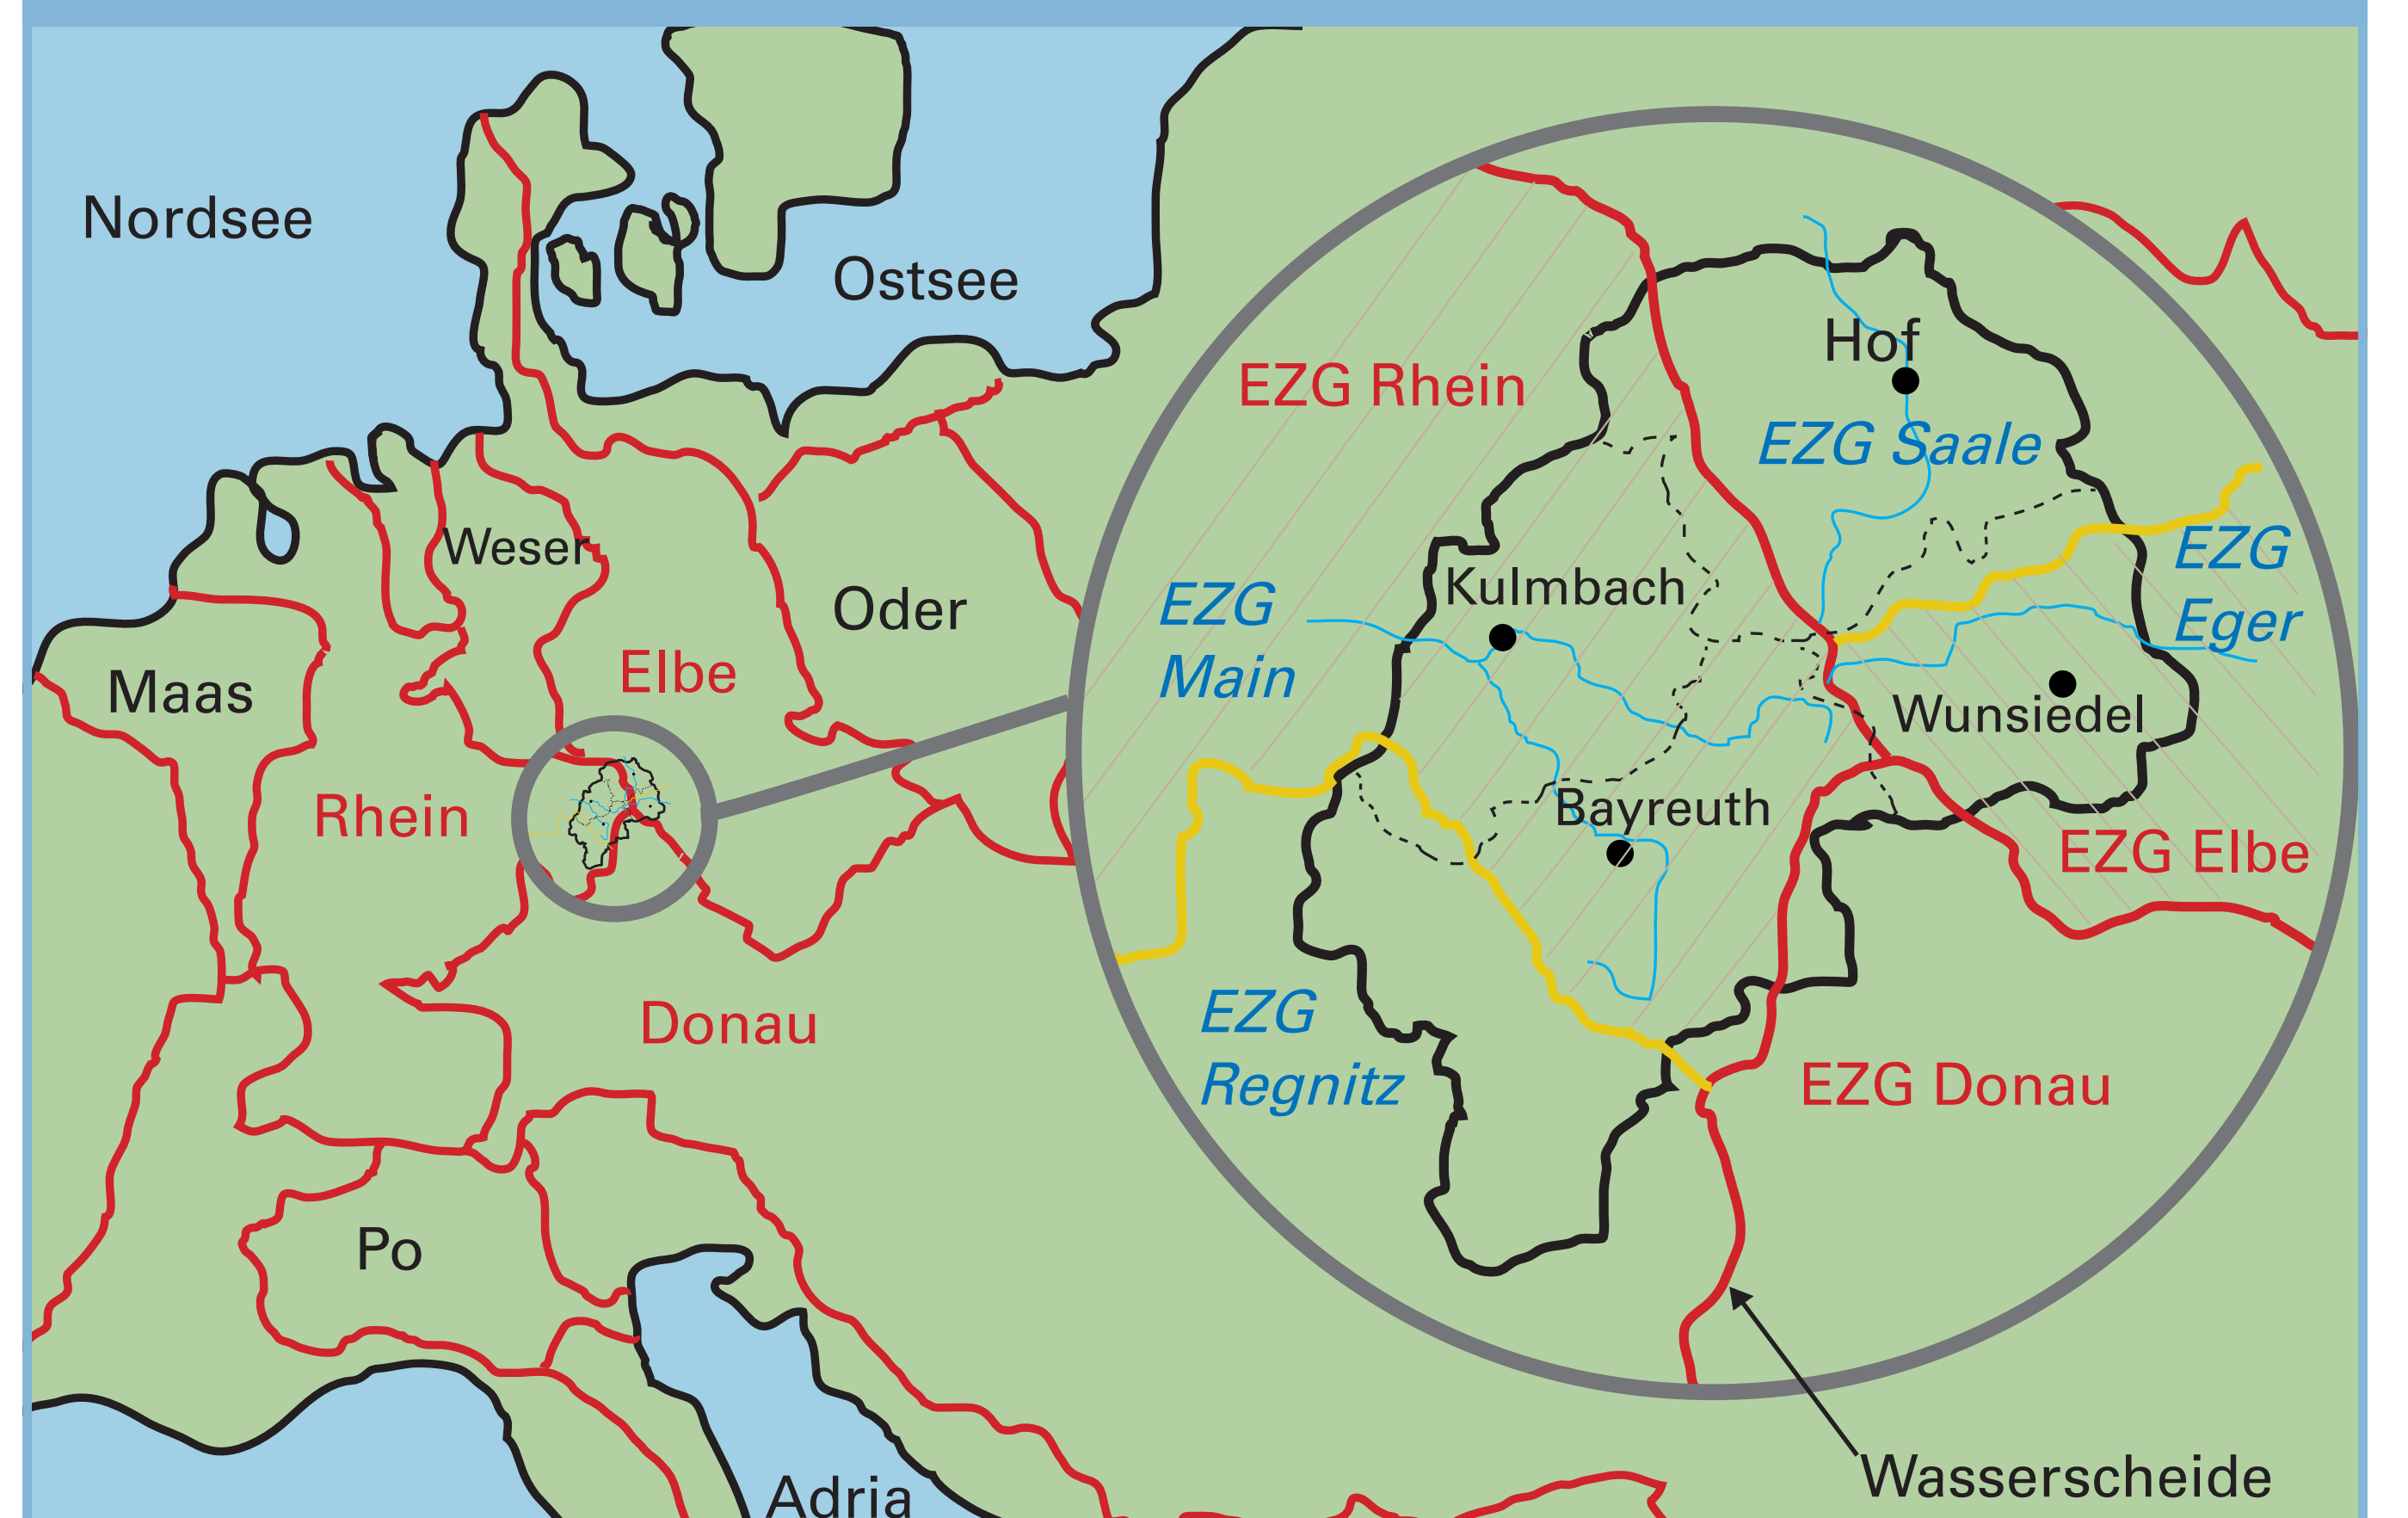 Nordsee
Ostsee
Weser
Oder
Maas
Elbe
Rhein
Donau
Po
Adria
EZG Rhein
Hof
EZG Saale
Kulmbach
EZG
Main
EZG
Eger
Wunsiedel
Bayreuth
EZG Elbe
EZG
Regnitz
EZG Donau
Wasserscheide